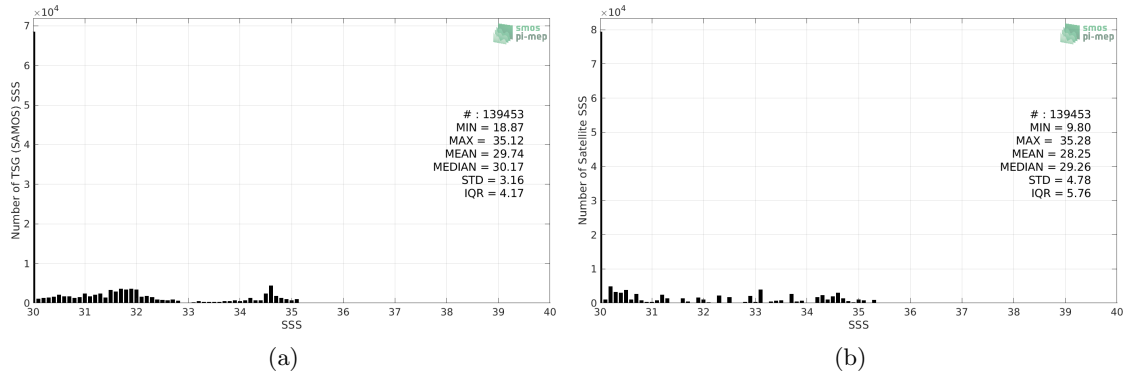 ×10⁴
7
6
5
4
3
2
1
0
30 31 32 33 34 35 36 37 38 39 40
SSS
Number of TSG (SAMOS) SSS
smos
pi-mep
# : 139453
MIN = 18.87
MAX = 35.12
MEAN = 29.74
MEDIAN = 30.17
STD = 3.16
IQR = 4.17
(a)
×10⁴
8
7
6
5
4
3
2
1
0
30 31 32 33 34 35 36 37 38 39 40
SSS
Number of Satellite SSS
smos
pi-mep
# : 139453
MIN = 9.80
MAX = 35.28
MEAN = 28.25
MEDIAN = 29.26
STD = 4.78
IQR = 5.76
(b)